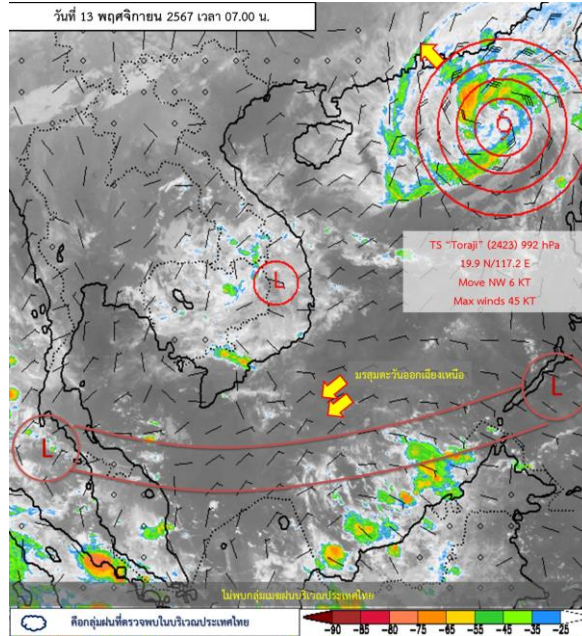 วันที่ 13 พฤศจิกายน 2567 เวลา 07.00 น.
TS "Toraji" (2423) 992 hPa
19.9 N/117.2 E
Move NW 6 KT
Max winds 45 KT
L
มรสุมตะวันออกเฉียงเหนือ
L
L
ไม่พบกลุ่มเมฆฝนบริเวณประเทศไทย
คือกลุ่มฝนที่ตรวจพบในบริเวณประเทศไทย
-90 -85 -75 -65 -55 -45 -35 -25